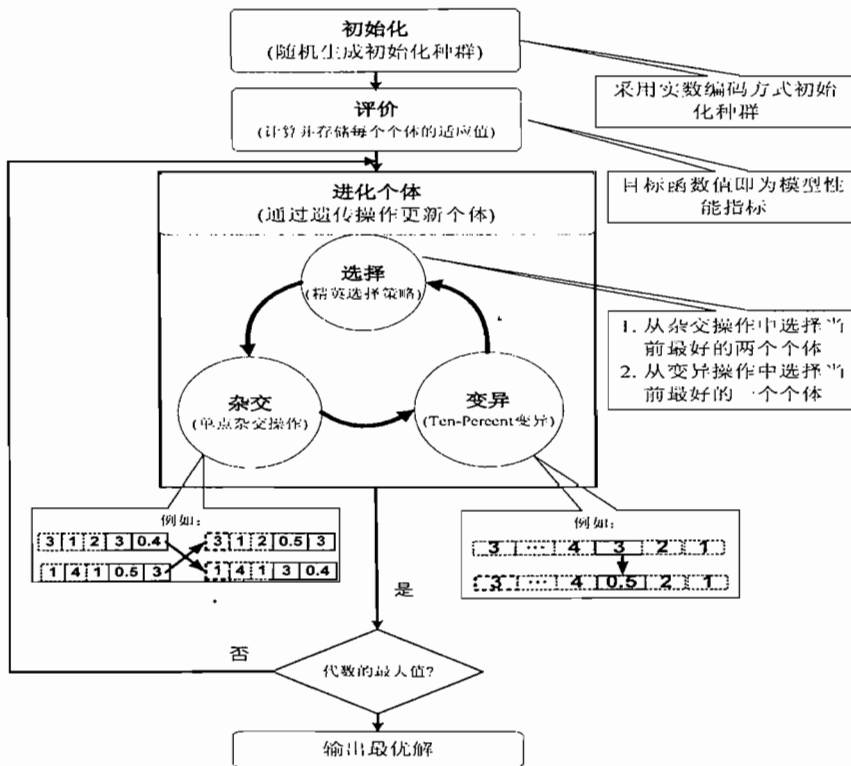 初始化
(随机生成初始化种群)
采用实数编码方式初始
化种群
评价
(计算并存储每个个体的适应值)
目标函数值即为模型性
能指标
进化个体
(通过遗传操作更新个体)
选择
(精英选择策略)
1. 从杂交操作中选择当
前最好的两个个体
2. 从变异操作中选择当
前最好的一个个体
杂交
(单点杂交操作)
变异
(Ten-Percent变异)
例如:
3 1 2 3 0.4
3 1 2 0.5 3
1 4 1 0.5 3
1 4 1 3 0.4
例如:
3 ... 4 3 2 1
3 ... 4 0.5 2 1
是
否
代数的最大值?
输出最优解